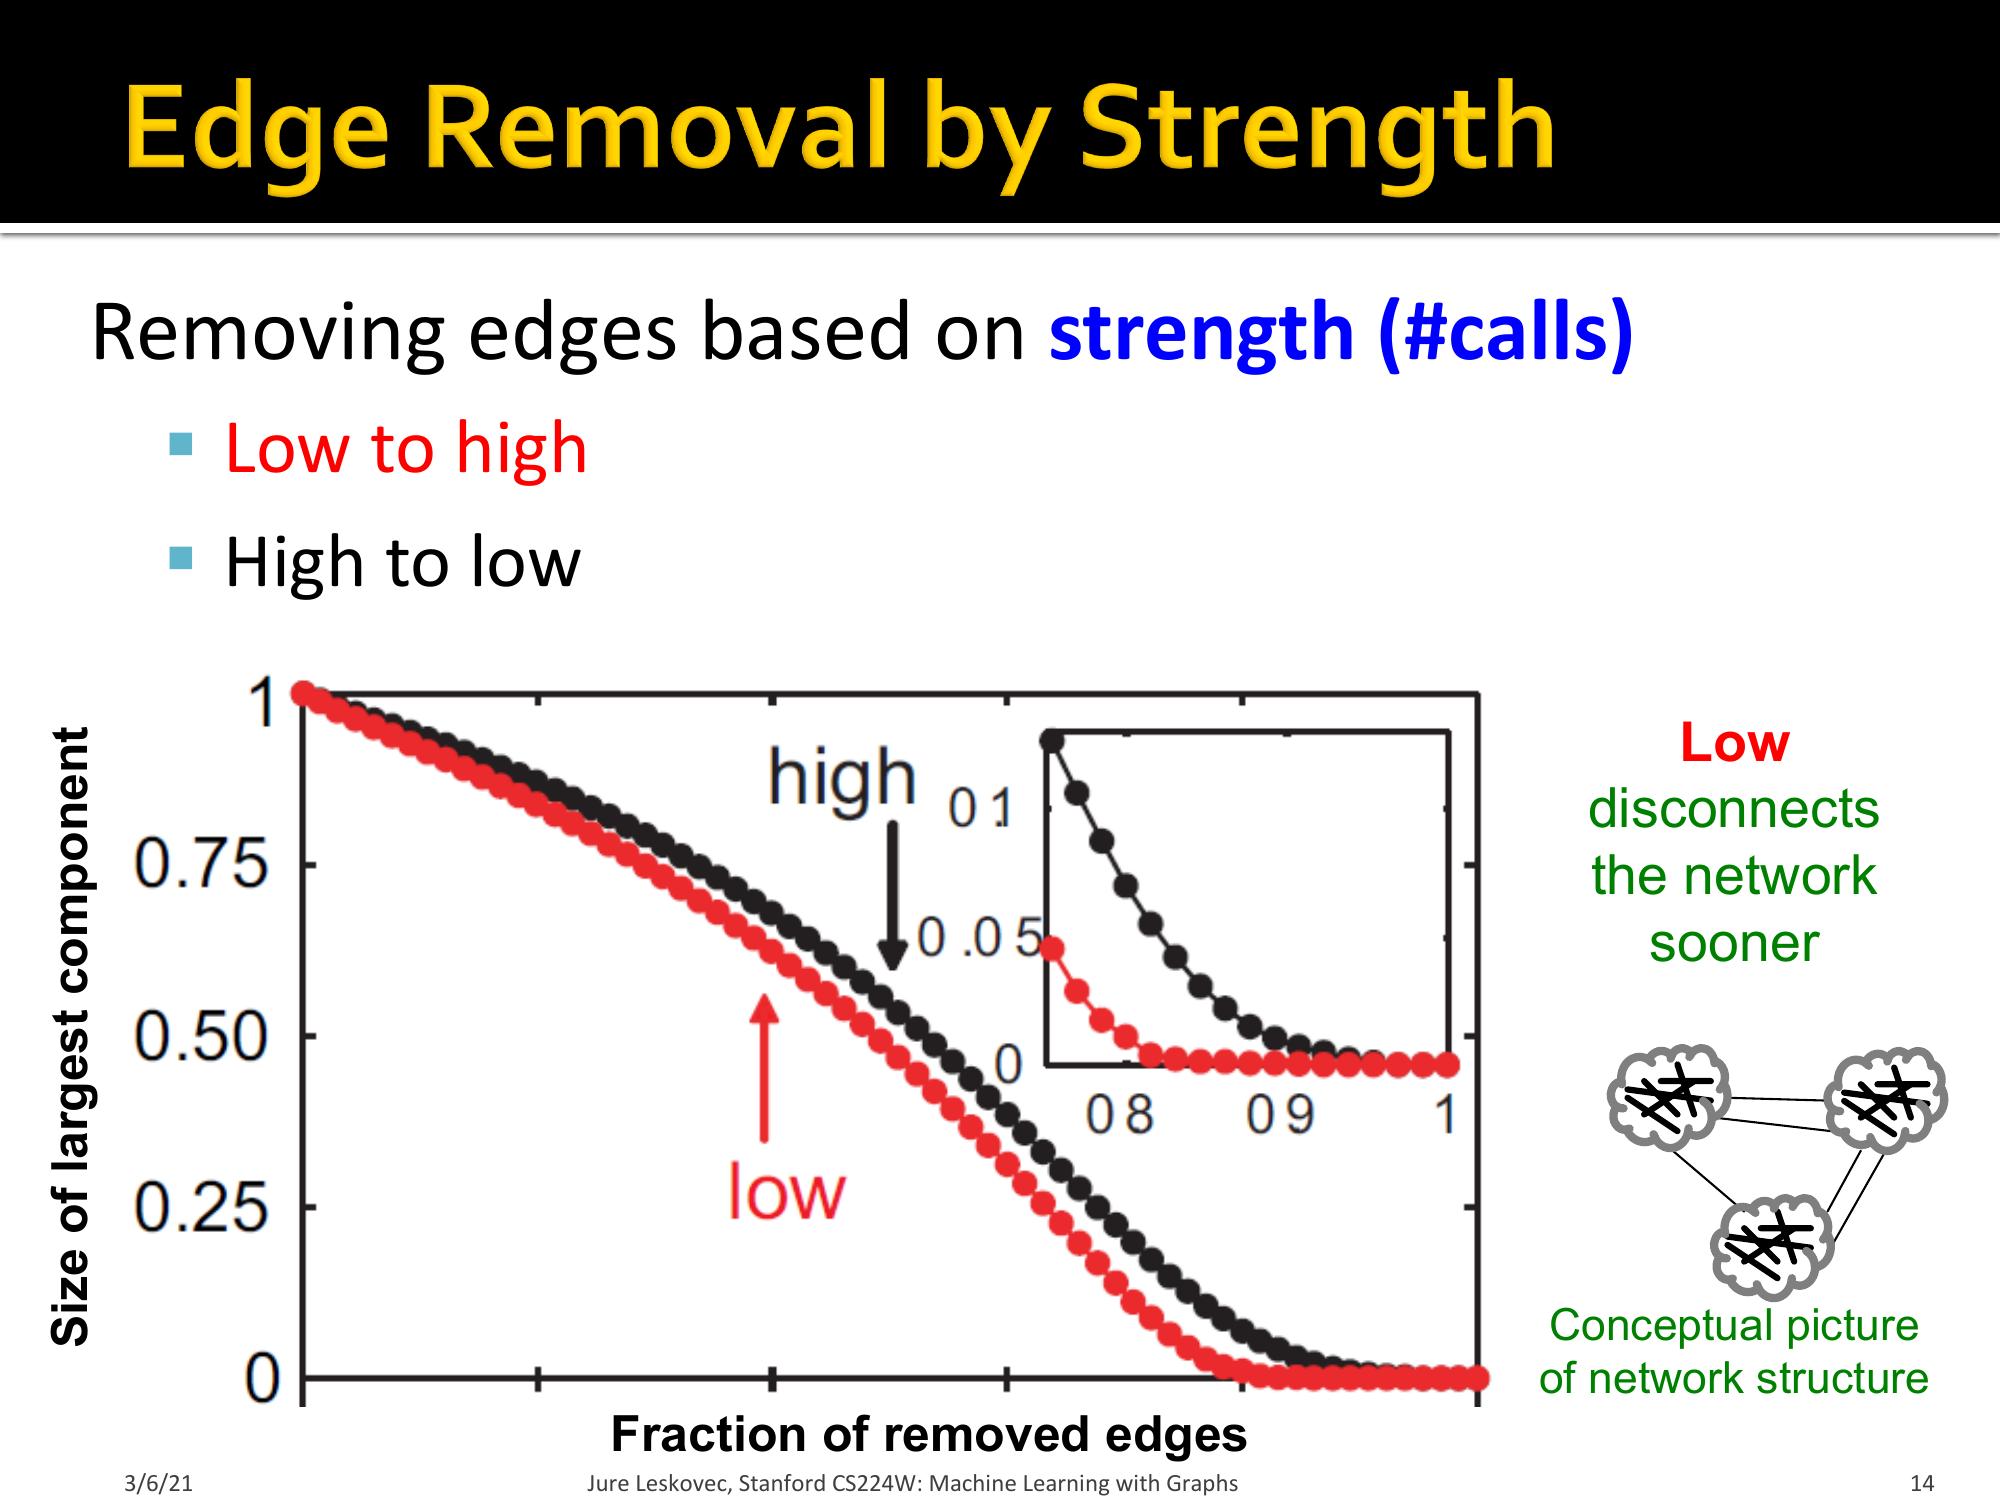 Edge Removal by Strength
Removing edges based on strength (#calls)
Low to high
High to low
Size of largest component
1
0.75
0.50
0.25
0
high
low
0 1
0 .0 5
0
0 8
0 9
1
Fraction of removed edges
Low
disconnects
the network
sooner
Conceptual picture
of network structure
3/6/21
Jure Leskovec, Stanford CS224W: Machine Learning with Graphs
14